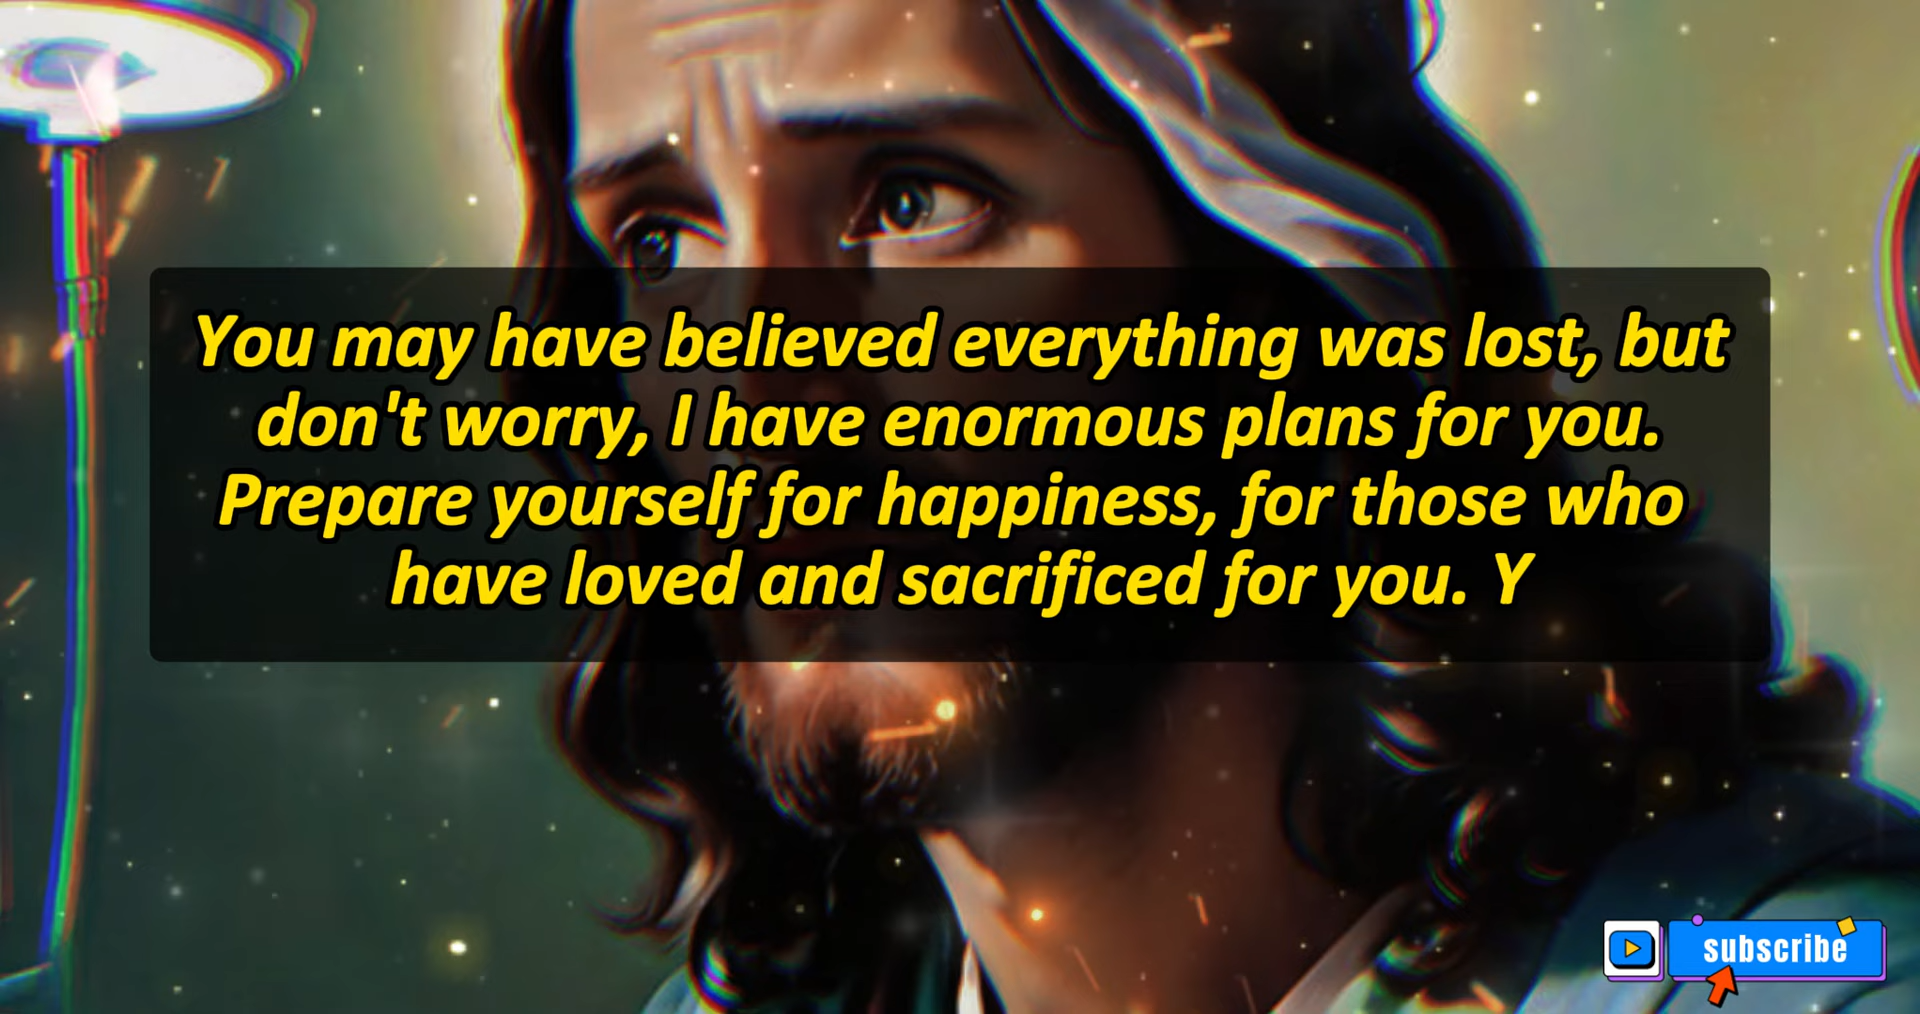 You may have believed everything was lost, but
don't worry, I have enormous plans for you.
Prepare yourself for happiness, for those who
have loved and sacrificed for you. Y
subscribe